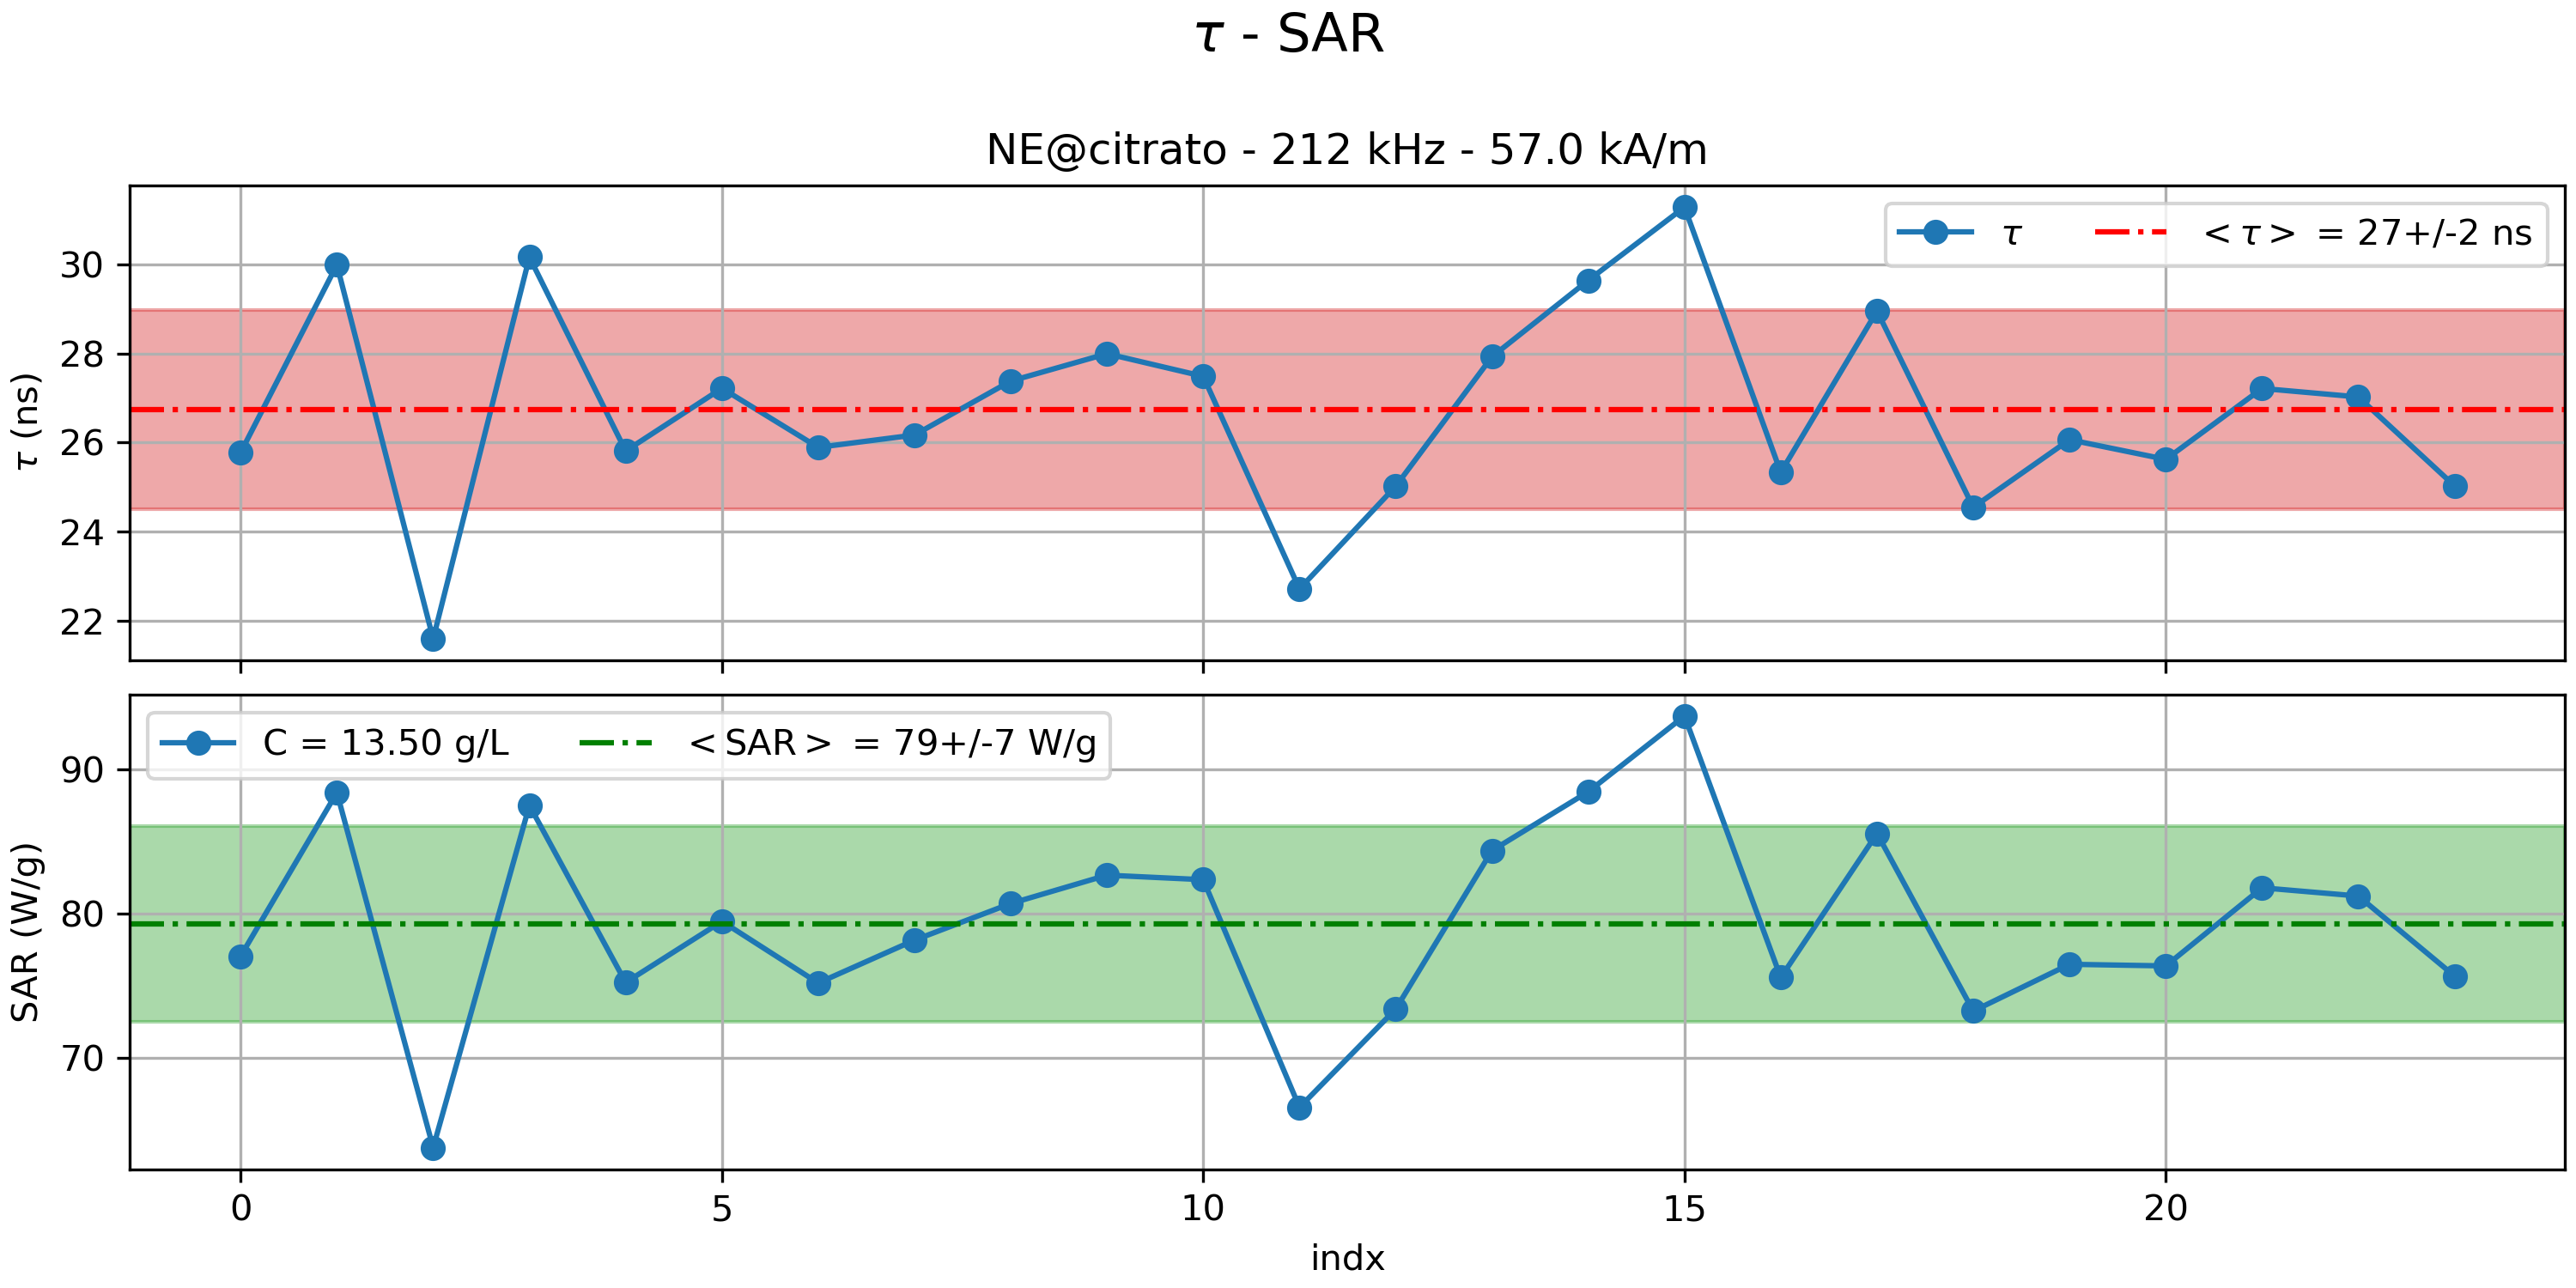 τ - SAR
NE@citrato - 212 kHz - 57.0 kA/m
τ <τ> = 27+/-2 ns
30
28
26
24
22
τ (ns)
C = 13.50 g/L <SAR> = 79+/-7 W/g
90
80
70
SAR (W/g)
0 5 10 15 20
indx